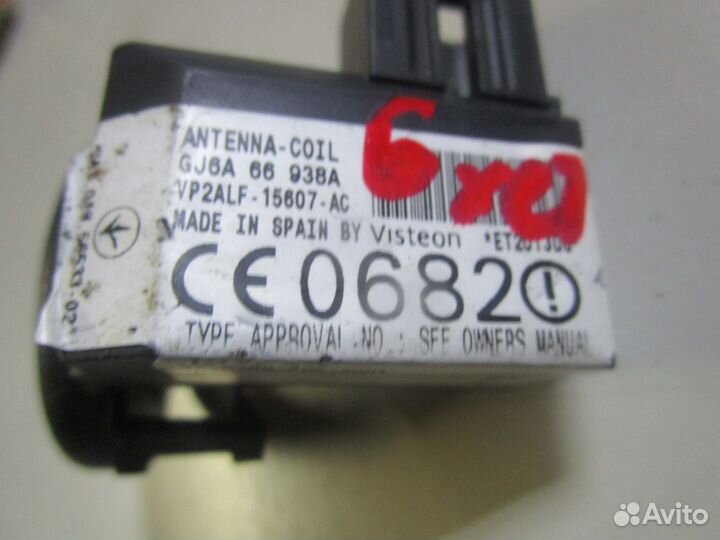 ANTENNA-COIL
GJ6A 66 938A
VP2ALF-15607-AC
MADE IN SPAIN BY Visteon
CE 0682
TYPE APPROVAL NO.: SEE OWNERS MANUAL
6
Avito